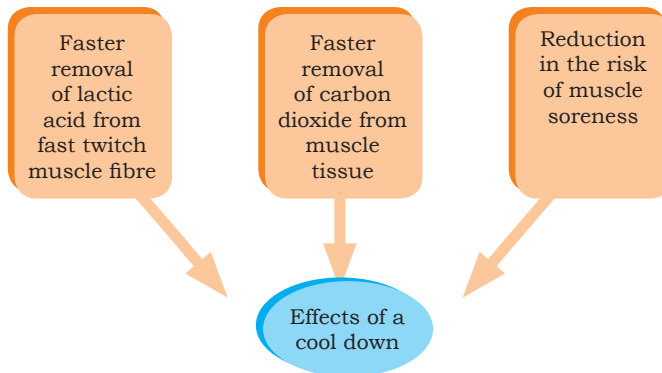 Faster
removal
of lactic
acid from
fast twitch
muscle fibre
Faster
removal
of carbon
dioxide from
muscle
tissue
Reduction
in the risk
of muscle
soreness
Effects of a
cool down